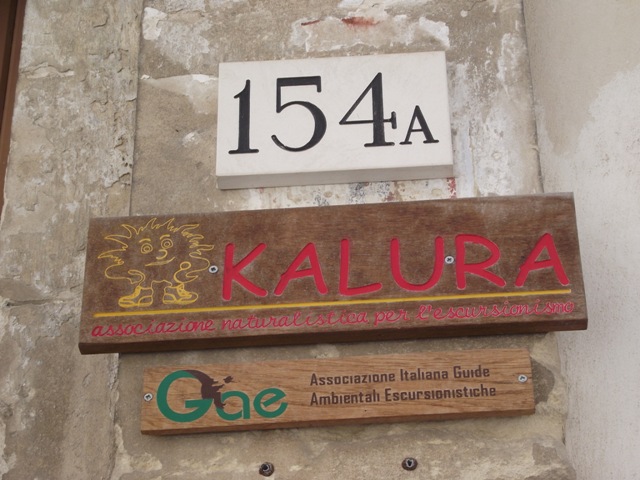 154A
KALURA
associazione naturalistica per l'escursionismo
Gae
Associazione Italiana Guide
Ambientali Escursionistiche